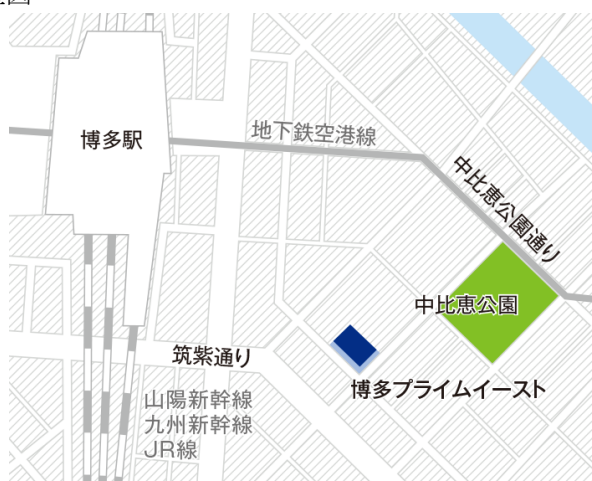 博多駅
地下鉄空港線
中比恵公園通り
中比恵公園
筑紫通り
博多プライムイースト
山陽新幹線
九州新幹線
JR線